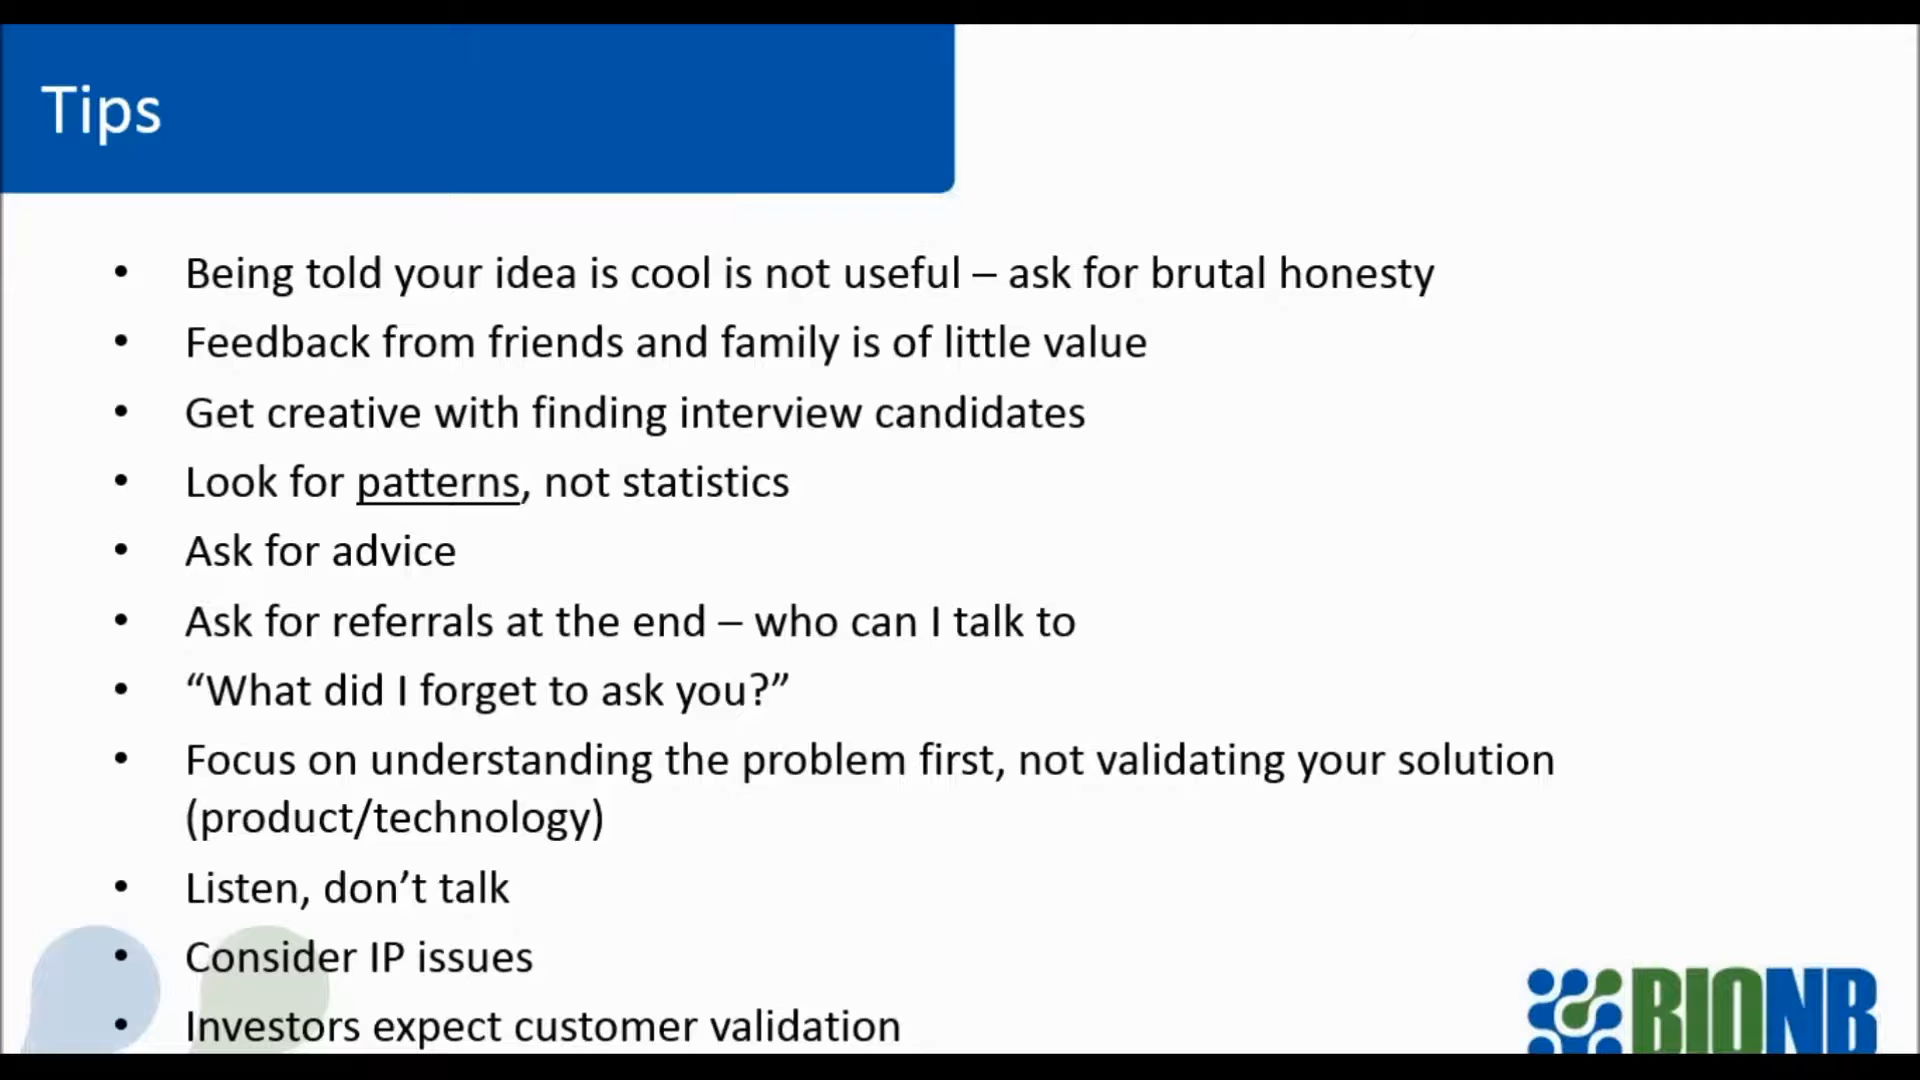 Tips
• Being told your idea is cool is not useful – ask for brutal honesty
• Feedback from friends and family is of little value
• Get creative with finding interview candidates
• Look for patterns, not statistics
• Ask for advice
• Ask for referrals at the end – who can I talk to
• “What did I forget to ask you?”
• Focus on understanding the problem first, not validating your solution
(product/technology)
• Listen, don’t talk
• Consider IP issues
• Investors expect customer validation
BIONB